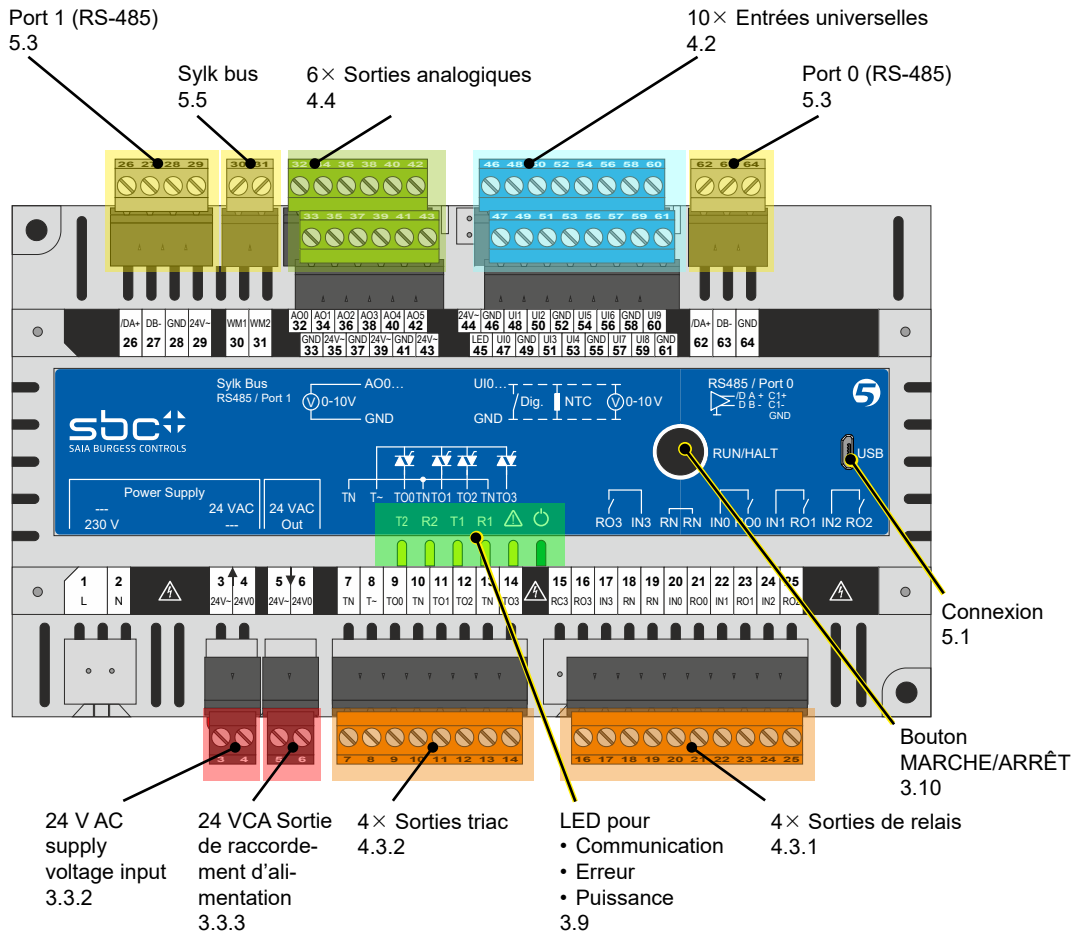 Port 1 (RS-485)
5.3
Sylk bus
5.5
6× Sorties analogiques
4.4
10× Entrées universelles
4.2
Port 0 (RS-485)
5.3
26 27 28 29
30 31
32 34 36 38 40 42
33 35 37 39 41 43
46 48 50 52 54 56 58 60
47 49 51 53 55 57 59 61
62 63 64
/DA+ DB- GND 24V~
26 27 28 29
WM1 WM2
30 31
AO0 AO1 AO2 AO3 AO4 AO5
32 34 36 38 40 42
GND 24V~ GND 24V~ GND 24V~
33 35 37 39 41 43
24V~ GND UI1 UI2 GND UI5 UI6 GND UI9
44 46 48 50 52 54 56 58 60
LED UI0 GND UI3 UI4 GND UI7 UI8 GND
45 47 49 51 53 55 57 59 61
/DA+ DB- GND
62 63 64
sbc
SAIA BURGESS CONTROLS
Sylk Bus
RS485 / Port 1
AO0...
0-10V
GND
UI0...
Dig. NTC 0-10V
GND
RS485 / Port 0
/D A + C1+
D B - C1-
GND
5
RUN/HALT
USB
TN T~ TO0 TN TO1 TO2 TN TO3
Power Supply
---
230 V
24 VAC
---
24 VAC
Out
T2 R2 T1 R1
RO3 IN3 RN RN IN0 RO0 IN1 RO1 IN2 RO2
1 2 3 4 5 6 7 8 9 10 11 12 13 14 15 16 17 18 19 20 21 22 23 24 25
L N 24V~ 24V0 24V~ 24V0 TN T~ TO0 TN TO1 TO2 TN TO3 RC3 RO3 IN3 RN RN IN0 RO0 IN1 RO1 IN2 RO2
3 4
5 6
7 8 9 10 11 12 13 14
16 17 18 19 20 21 22 23 24 25
Connexion
5.1
Bouton
MARCHE/ARRÊT
3.10
24 V AC
supply
voltage input
3.3.2
24 VCA Sortie
de raccorde-
ment d’ali-
mentation
3.3.3
4× Sorties triac
4.3.2
LED pour
• Communication
• Erreur
• Puissance
3.9
4× Sorties de relais
4.3.1